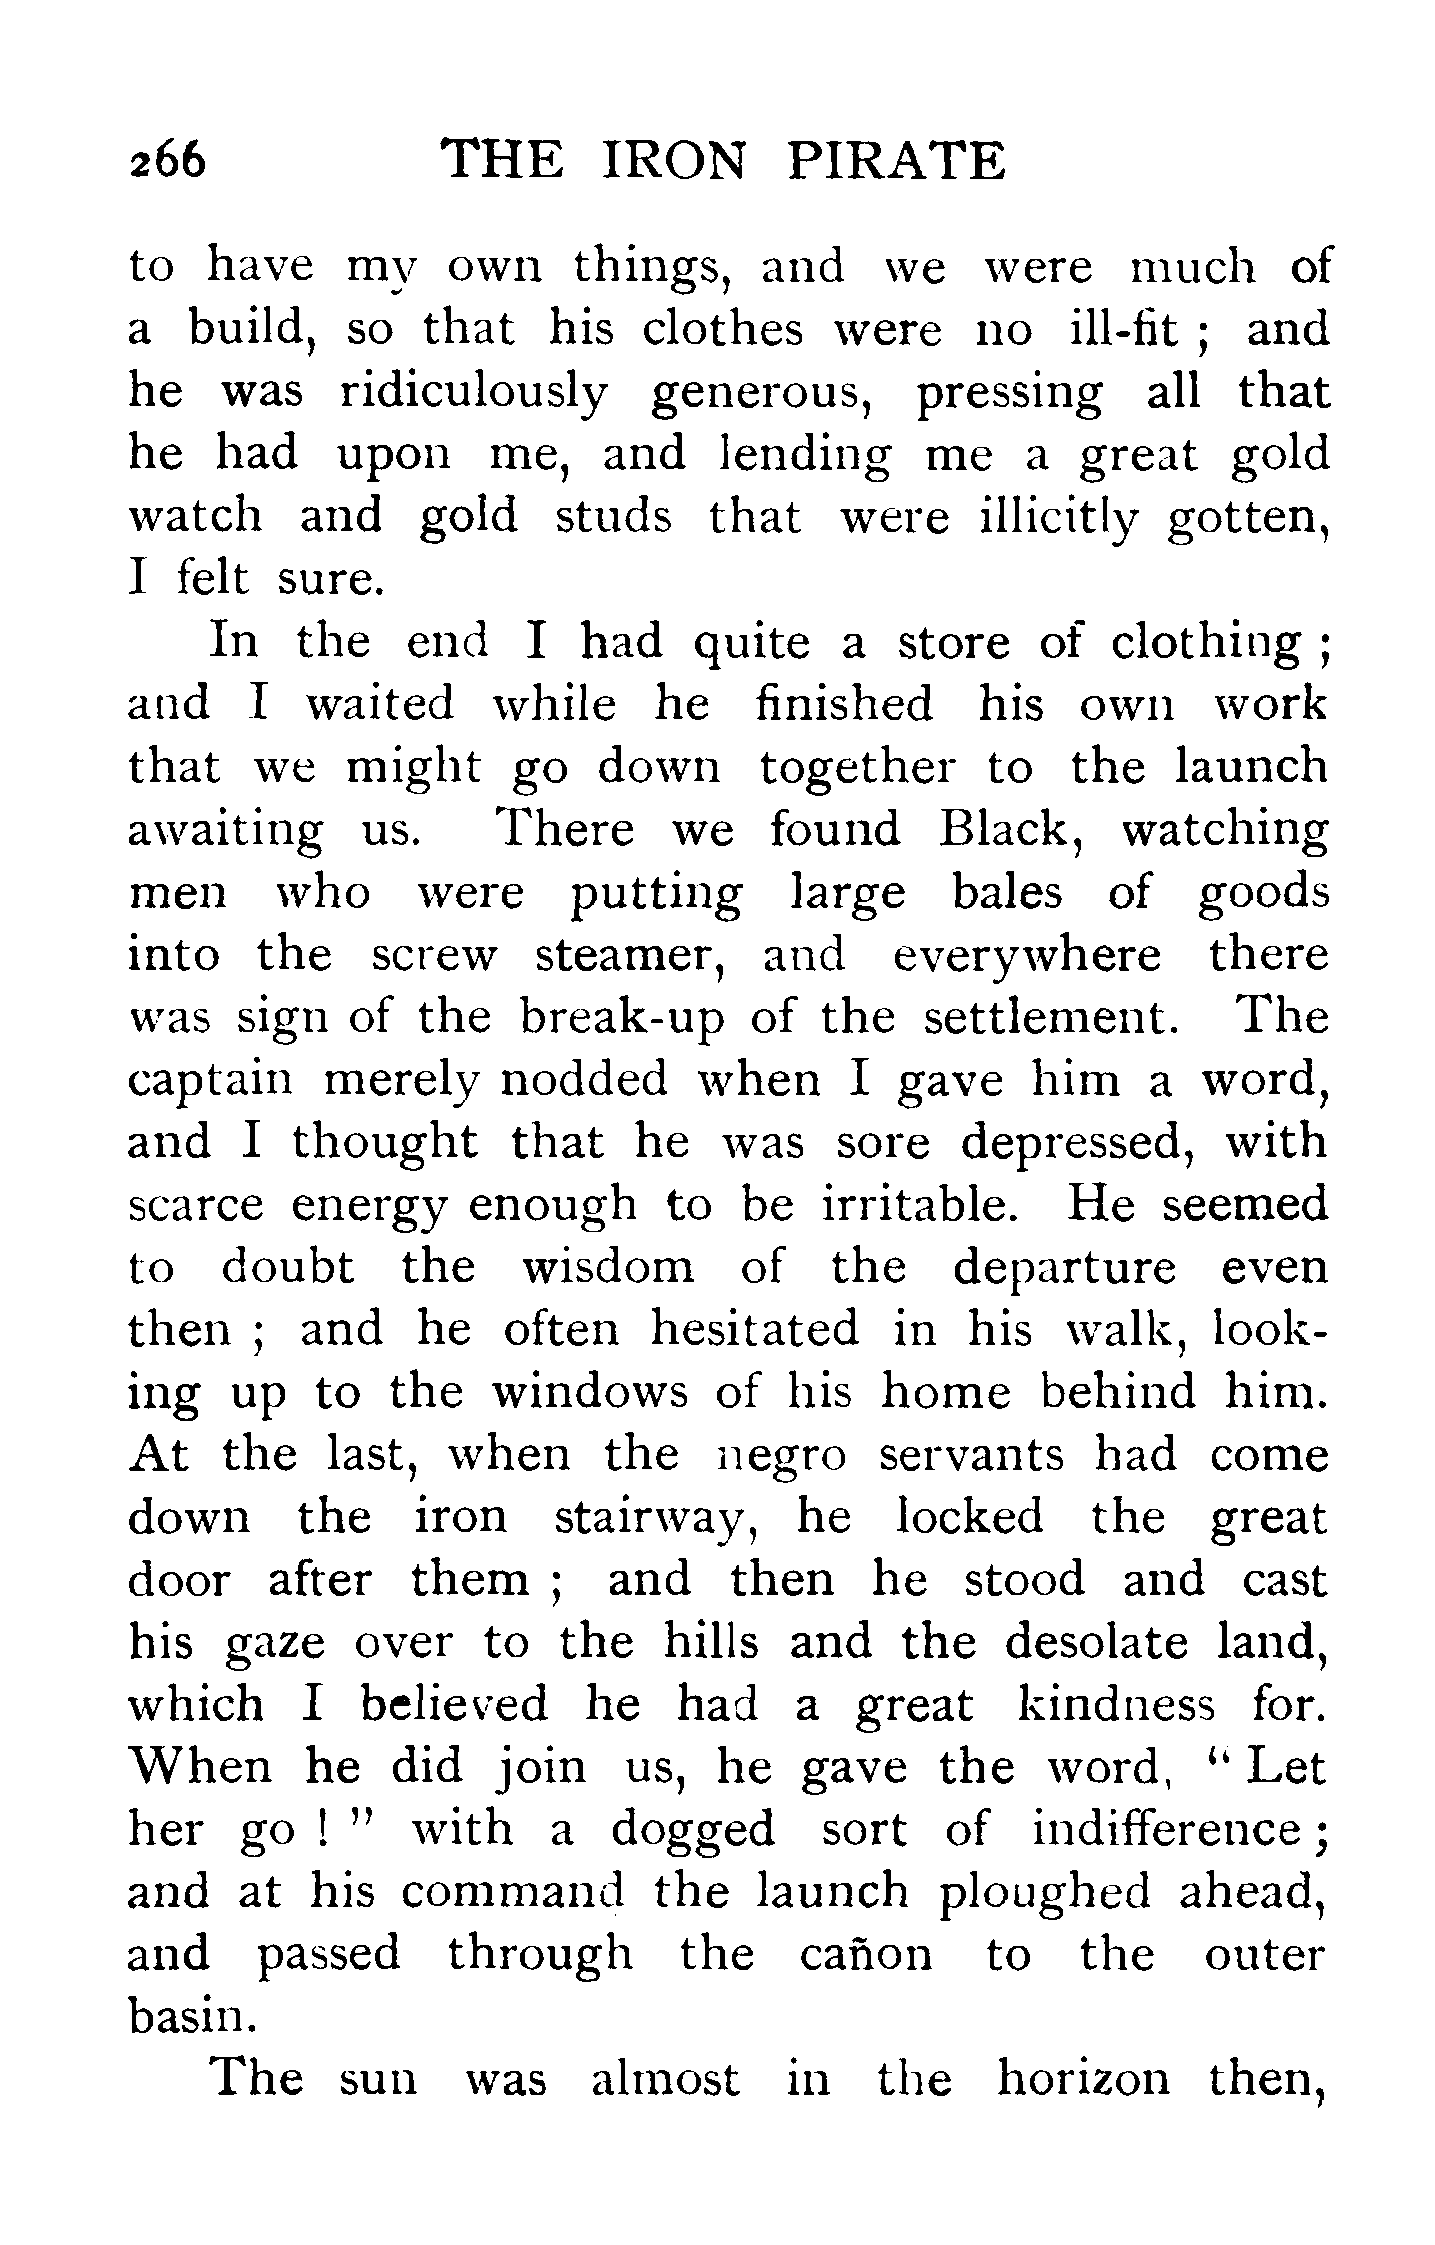 266 THE IRON PIRATE
to have my own things, and we were much of
a build, so that his clothes were no ill-fit ; and
he was ridiculously generous, pressing all that
he had upon me, and lending me a great gold
watch and gold studs that were illicitly gotten,
I felt sure.
In the end I had quite a store of clothing ;
and I waited while he finished his own work
that we might go down together to the launch
awaiting us. There we found Black, watching
men who were putting large bales of goods
into the screw steamer, and everywhere there
was sign of the break-up of the settlement. The
captain merely nodded when I gave him a word,
and I thought that he was sore depressed, with
scarce energy enough to be irritable. He seemed
to doubt the wisdom of the departure even
then ; and he often hesitated in his walk, look-
ing up to the windows of his home behind him.
At the last, when the negro servants had come
down the iron stairway, he locked the great
door after them ; and then he stood and cast
his gaze over to the hills and the desolate land,
which I believed he had a great kindness for.
When he did join us, he gave the word, “ Let
her go ! ” with a dogged sort of indifference ;
and at his command the launch ploughed ahead,
and passed through the cañon to the outer
basin.
The sun was almost in the horizon then,